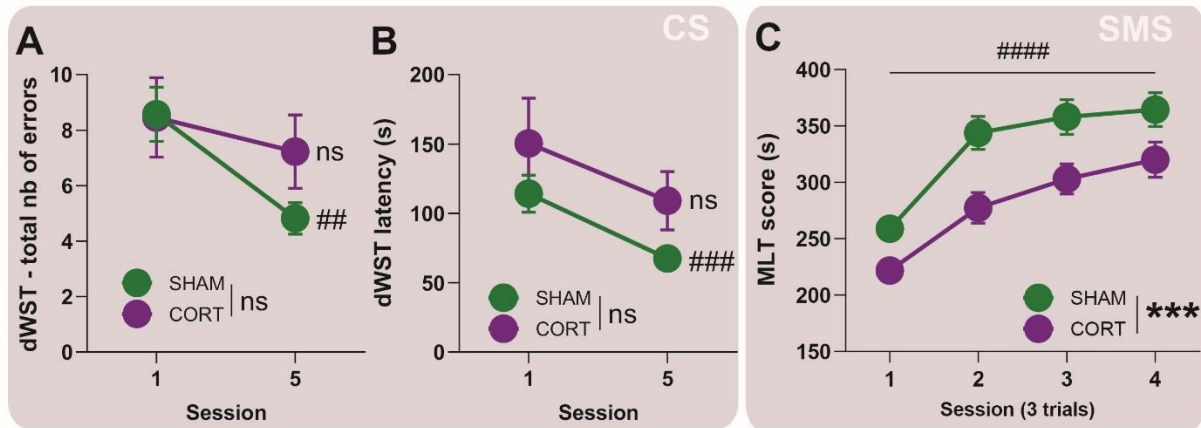 A
dWST - total nb of errors
10
8
6
4
2
0
ns
##
SHAM
CORT
ns
1
5
Session
B
CS
dWST latency (s)
200
150
100
50
0
ns
###
SHAM
CORT
ns
1
5
Session
C
SMS
####
MLT score (s)
400
350
300
250
200
150
SHAM
CORT
***
1
2
3
4
Session (3 trials)